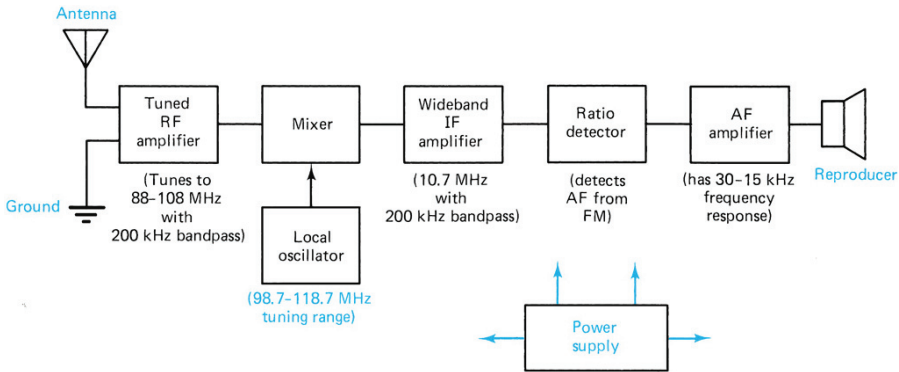 Antenna
Tuned
RF
amplifier
(Tunes to
88–108 MHz
with
200 kHz bandpass)
Ground
Mixer
Local
oscillator
(98.7–118.7 MHz
tuning range)
Wideband
IF
amplifier
(10.7 MHz
with
200 kHz bandpass)
Ratio
detector
(detects
AF from
FM)
AF
amplifier
(has 30–15 kHz
frequency
response)
Reproducer
Power
supply